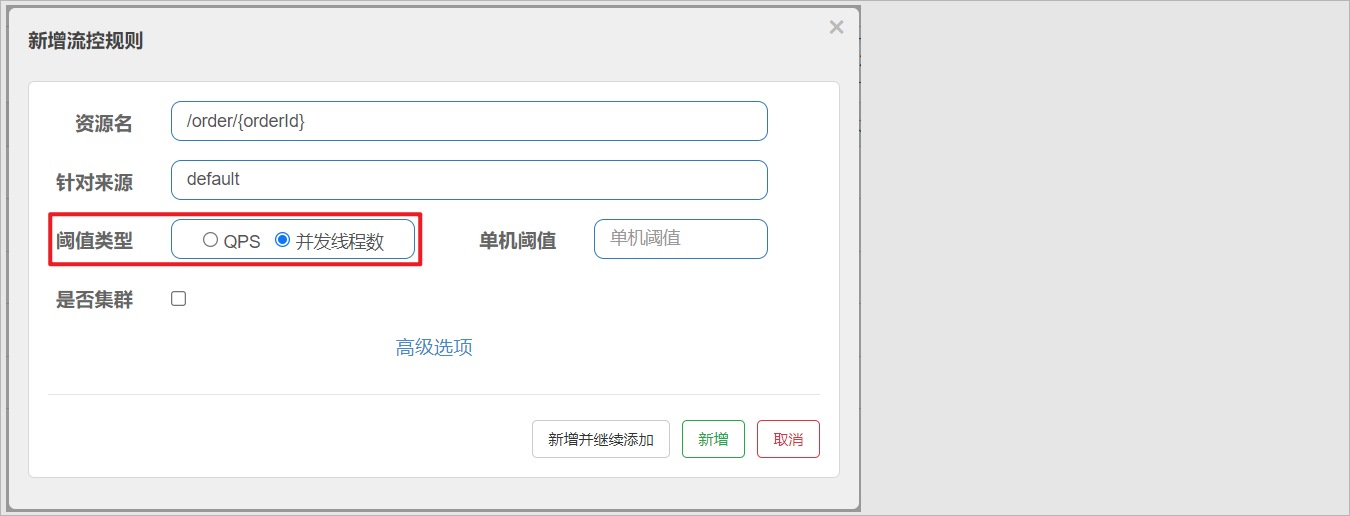 新增流控规则
×
资源名 /order/{orderId}
针对来源 default
阈值类型 QPS 并发线程数 单机阈值 单机阈值
是否集群
高级选项
新增并继续添加 新增 取消